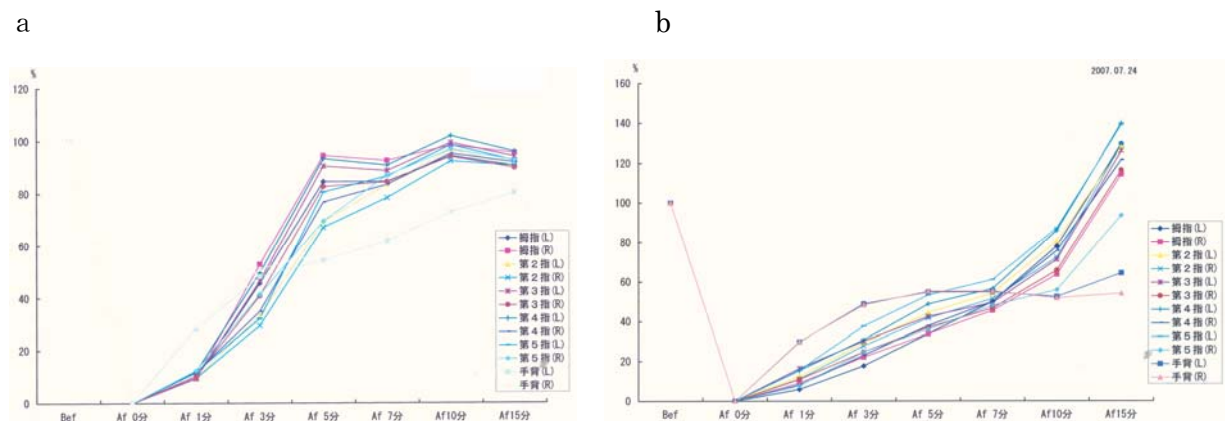 a
%
120
100
80
60
40
20
0
Bef Af 0分 Af 1分 Af 3分 Af 5分 Af 7分 Af10分 Af15分
拇指(L)
拇指(R)
第2指(L)
第2指(R)
第3指(L)
第3指(R)
第4指(L)
第4指(R)
第5指(L)
第5指(R)
手背(L)
手背(R)
b
%
2007.07.24
160
140
120
100
80
60
40
20
0
Bef Af 0分 Af 1分 Af 3分 Af 5分 Af 7分 Af10分 Af15分
拇指(L)
拇指(R)
第2指(L)
第2指(R)
第3指(L)
第3指(R)
第4指(L)
第4指(R)
第5指(L)
第5指(R)
手背(L)
手背(R)